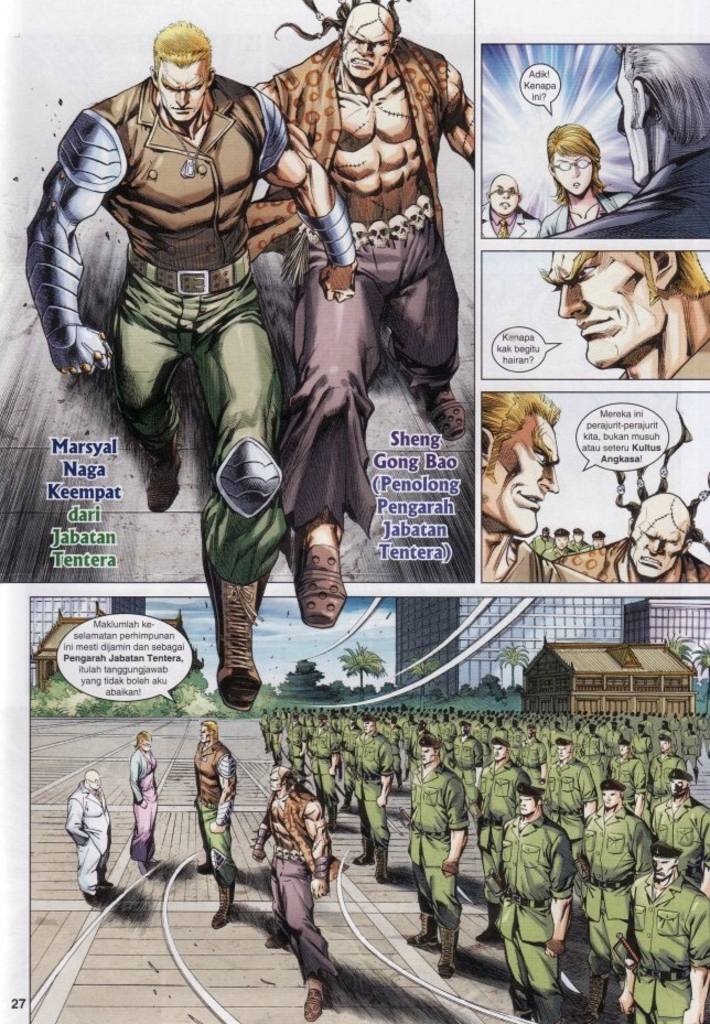 Adik!
Kenapa
ini?
Kenapa
kak begitu
hairan?
Mereka ini
perajurit-perajurit
kita, bukan musuh
atau seteru Kultus
Angkasa!
Marsyal
Naga
Keempat
dari
Jabatan
Tentera
Sheng
Gong Bao
(Penolong
Pengarah
Jabatan
Tentera)
Maklumlah ke-
selamatan perhimpunan
ini mesti dijamin dan sebagai
Pengarah Jabatan Tentera,
itulah tanggungjawab
yang tidak boleh aku
abaikan!
27